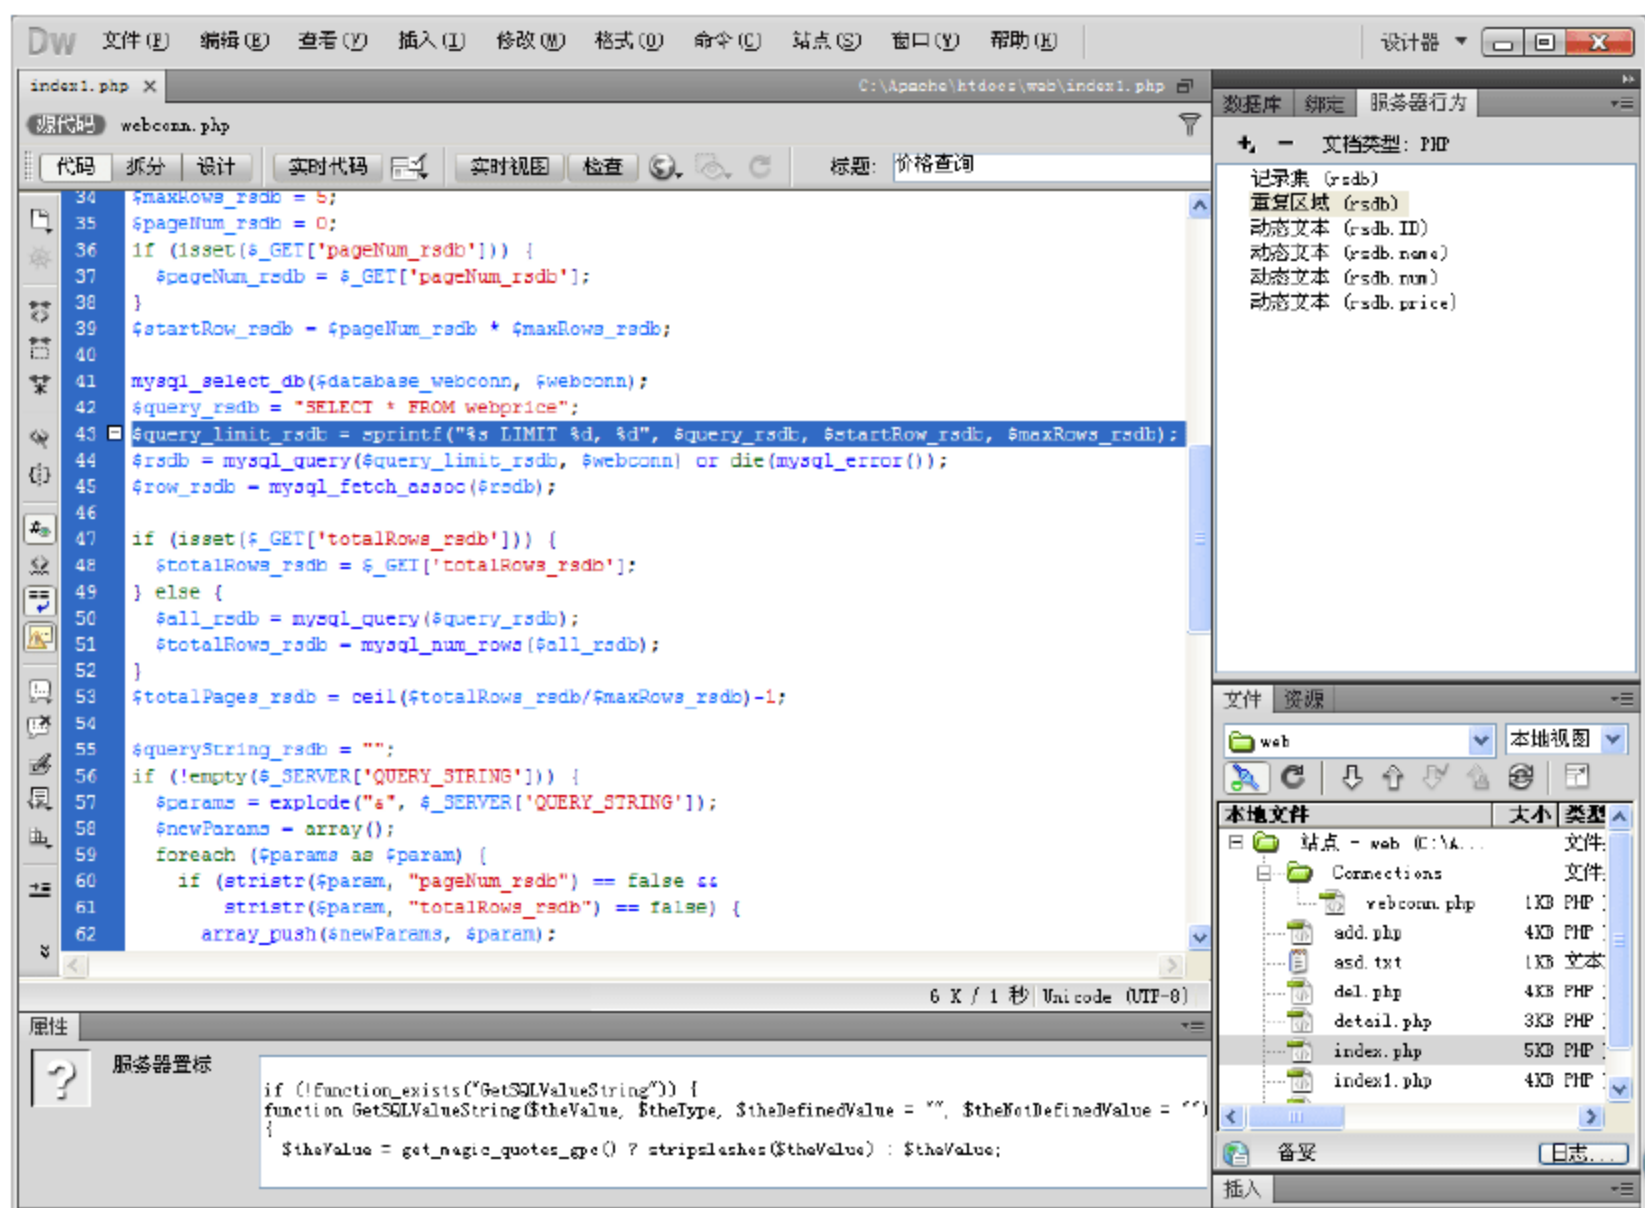 Dw 文件(F) 编辑(E) 查看(V) 插入(I) 修改(M) 格式(O) 命令(C) 站点(S) 窗口(W) 帮助(H) 设计器
index1.php C:\Apache\htdocs\web\index1.php
源代码 webconn.php
代码 拆分 设计 实时代码 实时视图 检查 标题: 价格查询
34 $maxRows_rsdb = 5;
35 $pageNum_rsdb = 0;
36 if (isset($_GET['pageNum_rsdb'])) {
37 $pageNum_rsdb = $_GET['pageNum_rsdb'];
38 }
39 $startRow_rsdb = $pageNum_rsdb * $maxRows_rsdb;
40
41 mysql_select_db($database_webconn, $webconn);
42 $query_rsdb = "SELECT * FROM webprice";
43 $query_limit_rsdb = sprintf("%s LIMIT %d, %d", $query_rsdb, $startRow_rsdb, $maxRows_rsdb);
44 $rsdb = mysql_query($query_limit_rsdb, $webconn) or die(mysql_error());
45 $row_rsdb = mysql_fetch_assoc($rsdb);
46
47 if (isset($_GET['totalRows_rsdb'])) {
48 $totalRows_rsdb = $_GET['totalRows_rsdb'];
49 } else {
50 $all_rsdb = mysql_query($query_rsdb);
51 $totalRows_rsdb = mysql_num_rows($all_rsdb);
52 }
53 $totalPages_rsdb = ceil($totalRows_rsdb/$maxRows_rsdb)-1;
54
55 $queryString_rsdb = "";
56 if (!empty($_SERVER['QUERY_STRING'])) {
57 $params = explode("&", $_SERVER['QUERY_STRING']);
58 $newParams = array();
59 foreach ($params as $param) {
60 if (stristr($param, "pageNum_rsdb") == false &&
61 stristr($param, "totalRows_rsdb") == false) {
62 array_push($newParams, $param);
6 K / 1 秒 Unicode (UTF-8)
属性
服务器置标
if (!function_exists("GetSQLValueString")) {
function GetSQLValueString($theValue, $theType, $theDefinedValue = "", $theNotDefinedValue = "")
{
$theValue = get_magic_quotes_gpc() ? stripslashes($theValue) : $theValue;
数据库 绑定 服务器行为
+ - 文档类型: PHP
记录集 (rsdb)
重复区域 (rsdb)
动态文本 (rsdb.ID)
动态文本 (rsdb.name)
动态文本 (rsdb.num)
动态文本 (rsdb.price)
文件 资源
web 本地视图
本地文件 大小 类型
站点 - web (C:\A... 文件
Connections 文件
webconn.php 1KB PHP
add.php 4KB PHP
asd.txt 1KB 文本
del.php 4KB PHP
detail.php 3KB PHP
index.php 5KB PHP
index1.php 4KB PHP
备妥 日志...
插入